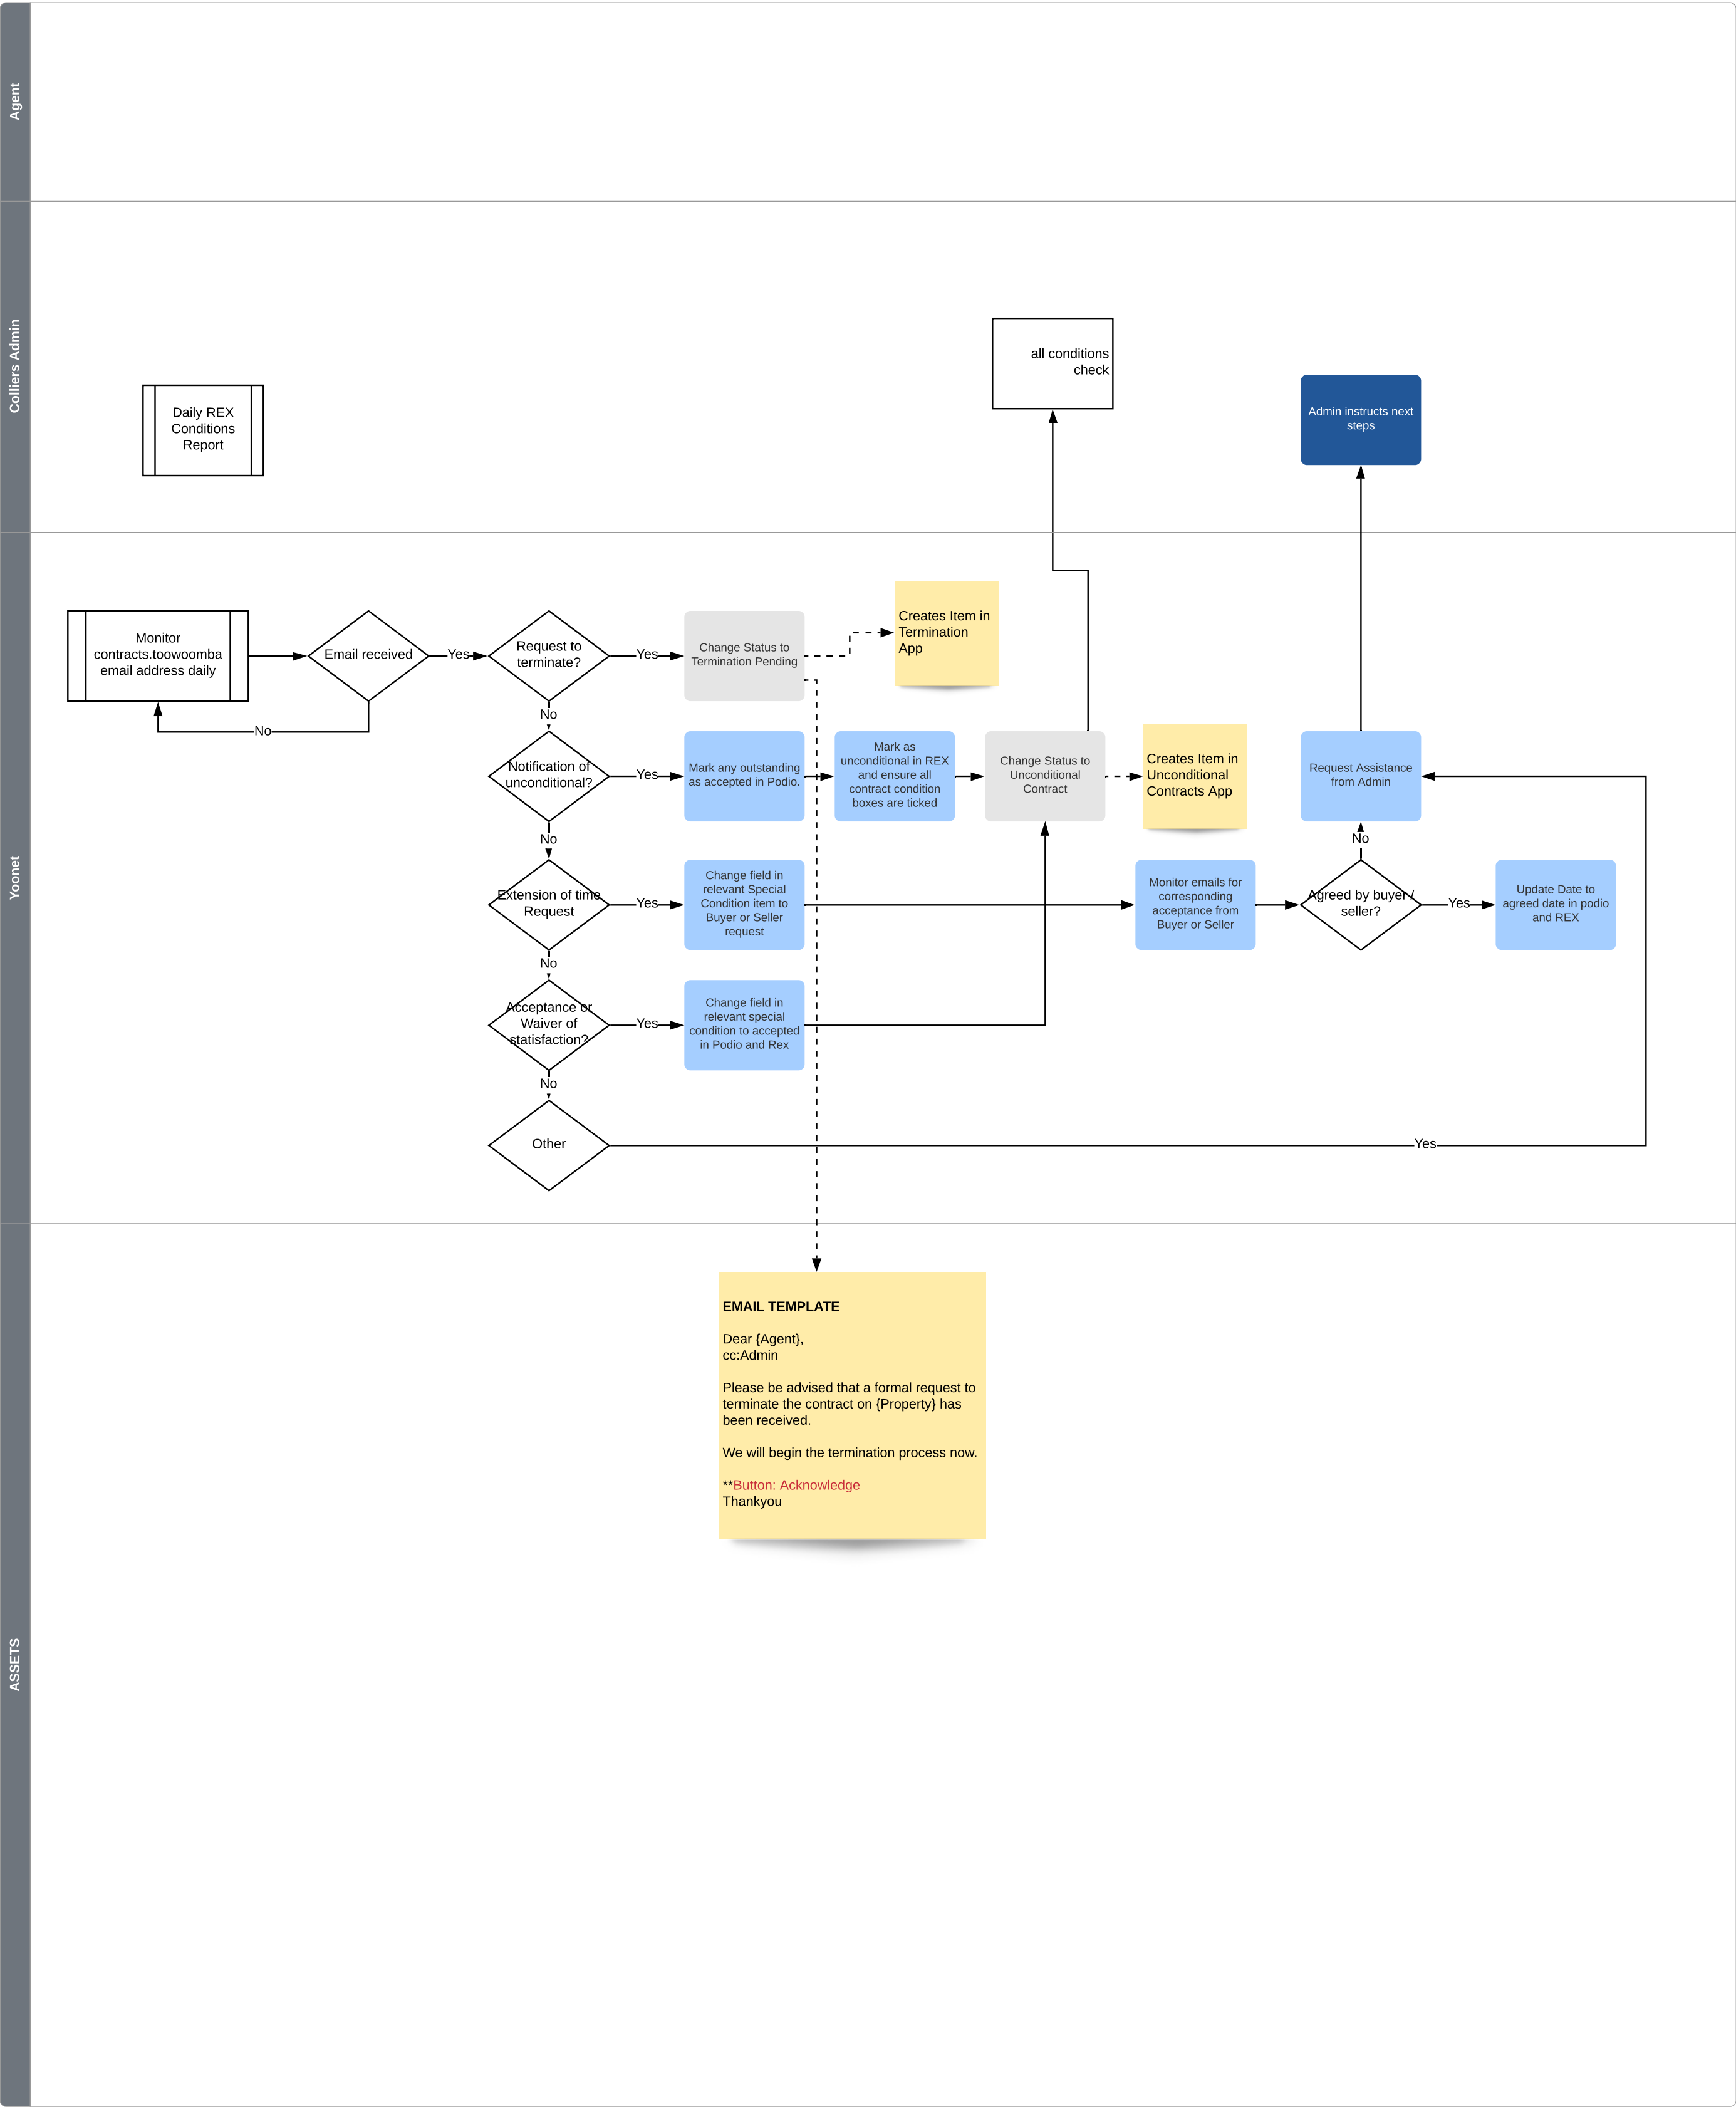 Agent
Colliers Admin
all conditions
check
Daily REX
Conditions
Report
Admin instructs next
steps
Yoonet
Monitor
contracts.toowoomba
email address daily
Email received
Yes
No
Request to
terminate?
Yes
Change Status to
Termination Pending
Creates Item in
Termination
App
No
Notification of
unconditional?
Yes
Mark any outstanding
as accepted in Podio.
Mark as
unconditional in REX
and ensure all
contract condition
boxes are ticked
Change Status to
Unconditional
Contract
Creates Item in
Unconditional
Contracts App
Request Assistance
from Admin
No
No
Extension of time
Request
Yes
Change field in
relevant Special
Condition item to
Buyer or Seller
request
Monitor emails for
corresponding
acceptance from
Buyer or Seller
Agreed by buyer /
seller?
Yes
Update Date to
agreed date in podio
and REX
No
Acceptance or
Waiver of
statisfaction?
Yes
Change field in
relevant special
condition to accepted
in Podio and Rex
No
Other
Yes
ASSETS
EMAIL TEMPLATE
Dear {Agent},
cc:Admin
Please be advised that a formal request to
terminate the contract on {Property} has
been received.
We will begin the termination process now.
**Button: Acknowledge
Thankyou